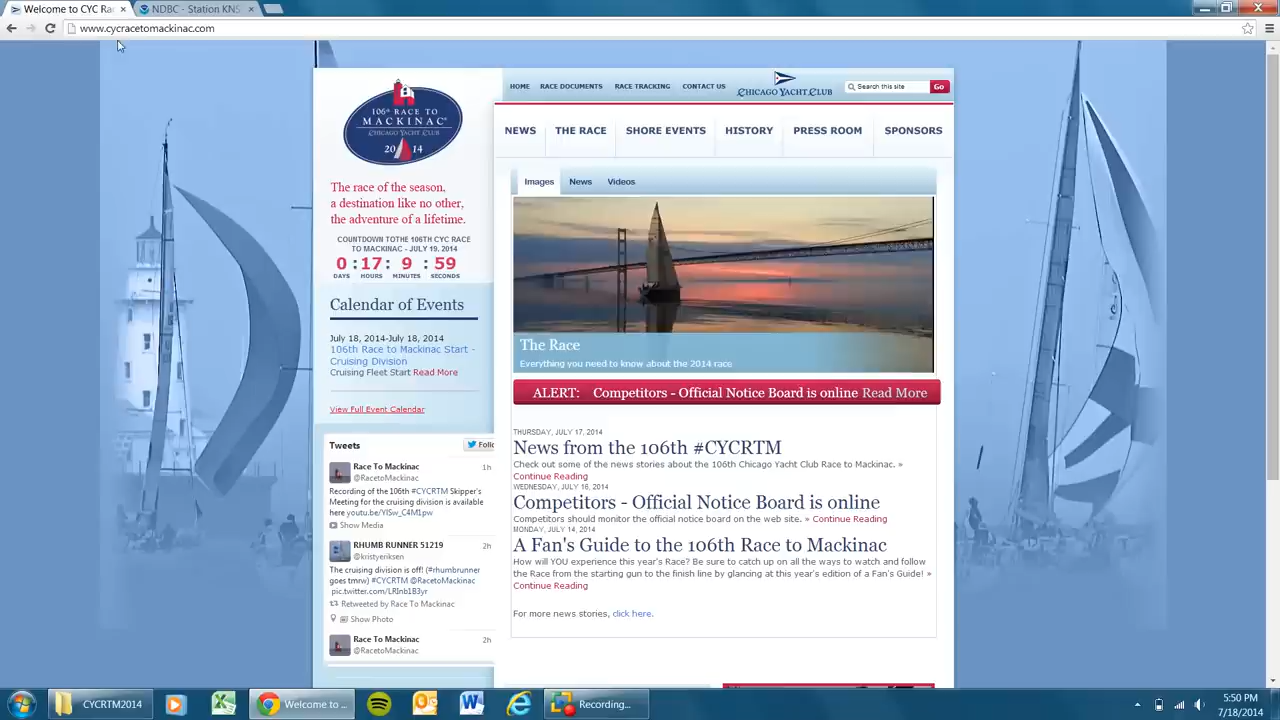 Welcome to CYC Ra
NDBC - Station KNS
www.cycracetomackinac.com
HOME RACE DOCUMENTS RACE TRACKING CONTACT US
CHICAGO YACHT CLUB
Search this site
Go
106th RACE TO
MACKINAC
CHICAGO YACHT CLUB
2014
NEWS THE RACE SHORE EVENTS HISTORY PRESS ROOM SPONSORS
The race of the season,
a destination like no other,
the adventure of a lifetime.
COUNTDOWN TOTHE 106TH CYC RACE
TO MACKINAC - JULY 19, 2014
0 : 17 : 9 : 59
DAYS HOURS MINUTES SECONDS
Calendar of Events
July 18, 2014-July 18, 2014
106th Race to Mackinac Start -
Cruising Division
Cruising Fleet Start Read More
View Full Event Calendar
Tweets
Follo
Race To Mackinac 1h
@RacetoMackinac
Recording of the 106th #CYCRTM Skipper's
Meeting for the cruising division is available
here youtu.be/YlSw_C4M1pw
Show Media
RHUMB RUNNER 51219 2h
@kristyeriksen
The cruising division is off! (#rhumbrunner
goes tmrw) #CYCRTM @RacetoMackinac
pic.twitter.com/LRInb1B3yr
Retweeted by Race To Mackinac
Show Photo
Race To Mackinac 2h
@RacetoMackinac
Images News Videos
The Race
Everything you need to know about the 2014 race
ALERT: Competitors - Official Notice Board is online Read More
THURSDAY, JULY 17, 2014
News from the 106th #CYCRTM
Check out some of the news stories about the 106th Chicago Yacht Club Race to Mackinac. »
Continue Reading
WEDNESDAY, JULY 16, 2014
Competitors - Official Notice Board is online
Competitors should monitor the official notice board on the web site. » Continue Reading
MONDAY, JULY 14, 2014
A Fan's Guide to the 106th Race to Mackinac
How will YOU experience this year's Race? Be sure to catch up on all the ways to watch and follow
the Race from the starting gun to the finish line by glancing at this year's edition of a Fan's Guide! »
Continue Reading
For more news stories, click here.
CYCRTM2014
Welcome to ...
Recording...
5:50 PM
7/18/2014